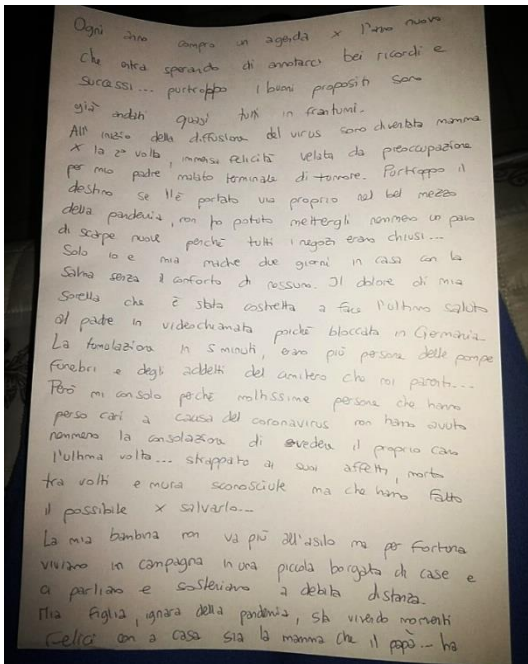 Ogni anno compro un agenda x l'anno nuovo
che entra sperando di annotarci bei ricordi e
successi... purtroppo i buoni propositi sono
già andati quasi tutti in frantumi.
All' inizio della diffusione del virus sono diventata mamma
x la 2ª volta, immensa felicità velata da preoccupazione
per mio padre malato terminale di tumore. Purtroppo il
destino se l'è portato via proprio nel bel mezzo
della pandemia, non ho potuto mettergli nemmeno un paio
di scarpe nuove perché tutti i negozi erano chiusi...
Solo io e mia madre due giorni in casa con la
salma senza il conforto di nessuno. Il dolore di mia
sorella che è stata costretta a fare l'ultimo saluto
al padre in videochiamata poiché bloccata in Germania.
La tumulazione in 5 minuti, erano più persone delle pompe
funebri e degli addetti del cimitero che noi parenti...
Però mi consolo perché moltissime persone che hanno
perso cari a causa del coronavirus non hanno avuto
nemmeno la consolazione di vedere il proprio caro
l'ultima volta... strappato ai suoi affetti, morto
tra volti e mura sconosciute ma che hanno fatto
il possibile x salvarlo...
La mia bambina non va più all'asilo ma per fortuna
viviamo in campagna in una piccola borgata di case e
ci parliamo e sosteniamo a debita distanza.
Mia figlia, ignara della pandemia, sta vivendo momenti
felici con a casa sia la mamma che il papà... ha